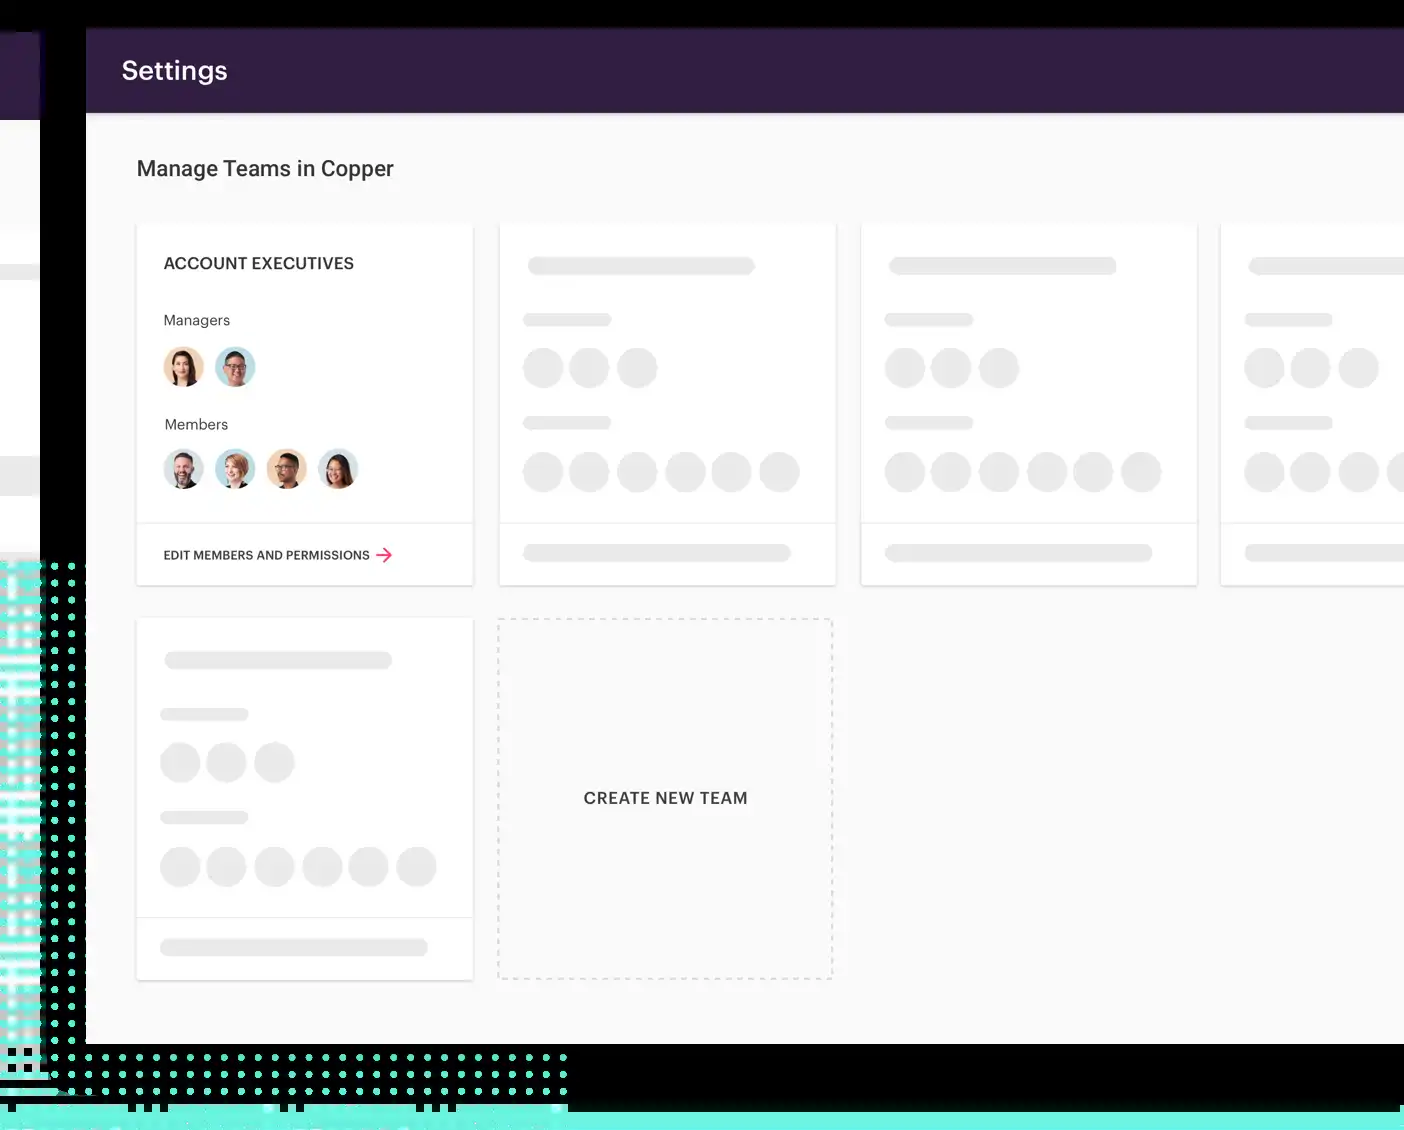 Settings
Manage Teams in Copper
ACCOUNT EXECUTIVES
Managers
Members
EDIT MEMBERS AND PERMISSIONS
CREATE NEW TEAM